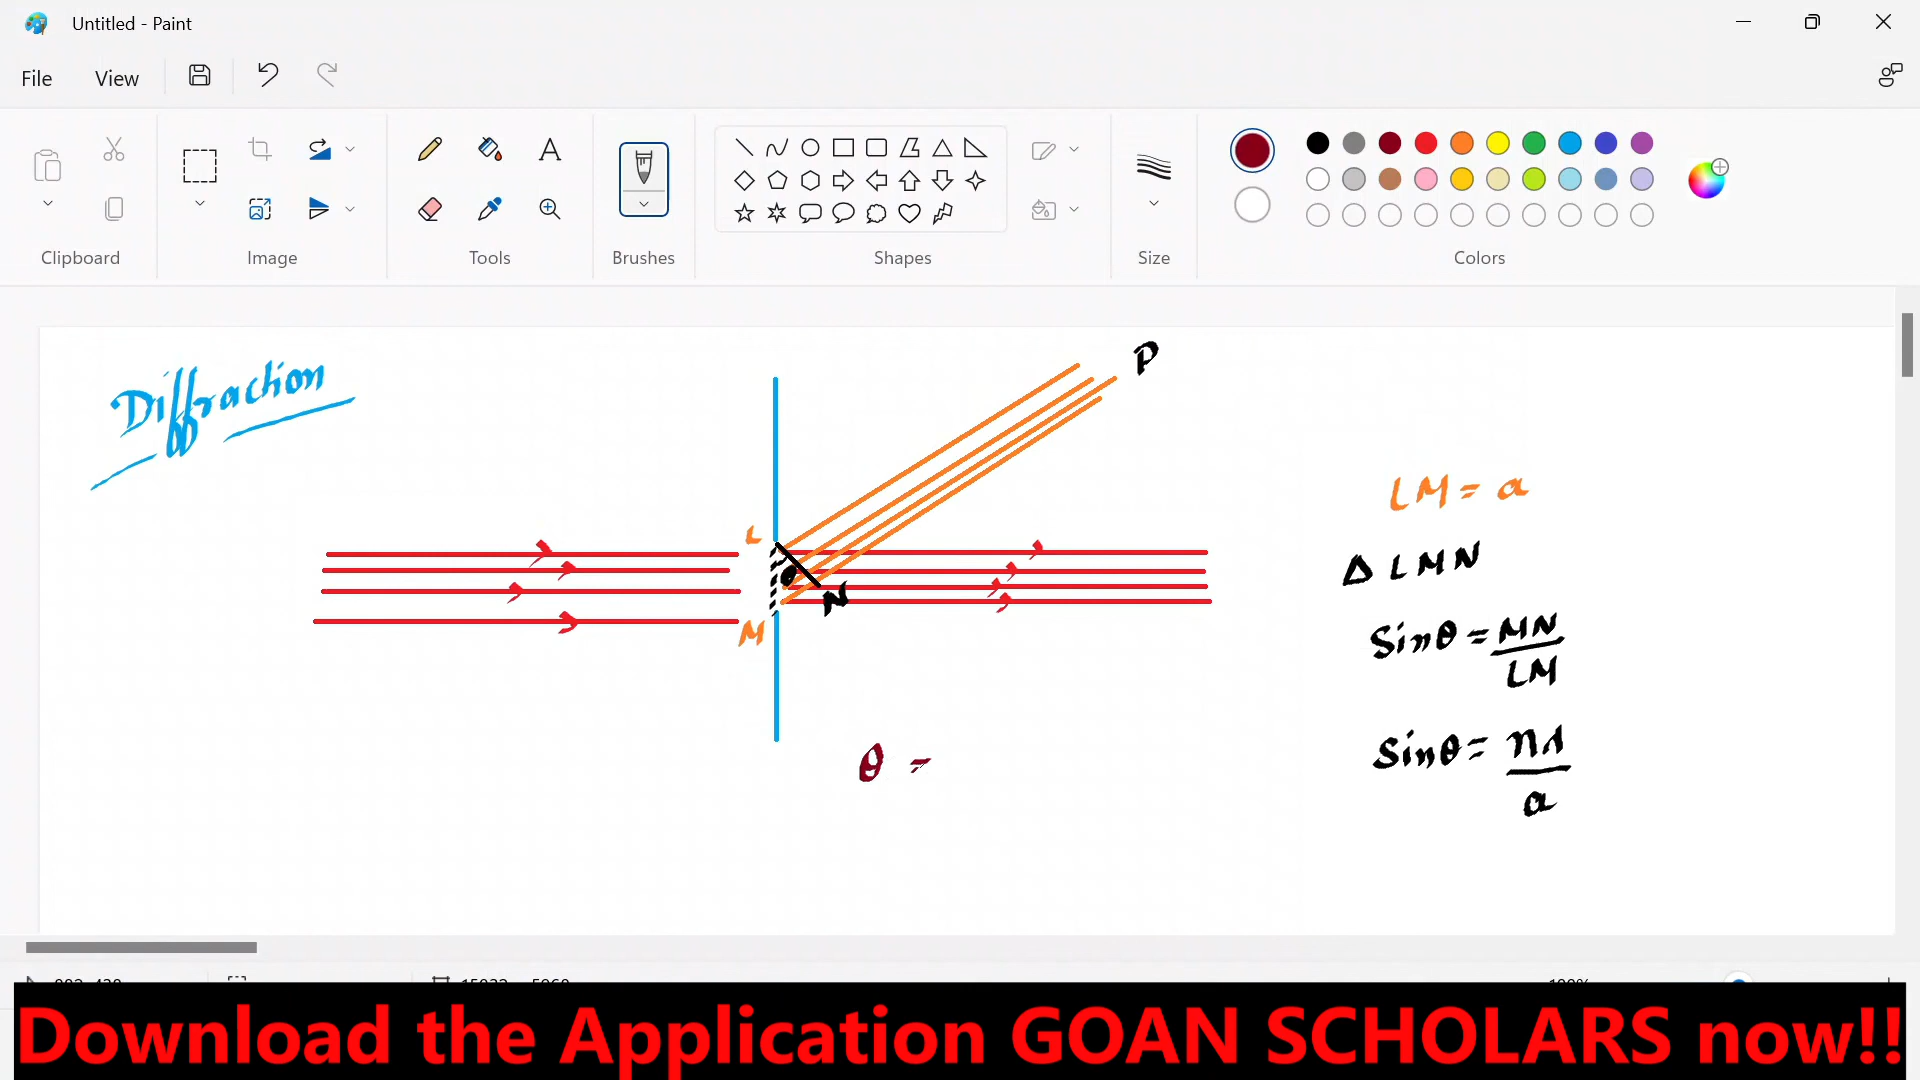 Untitled - Paint
File View
Clipboard
Image
Tools
Brushes
Shapes
Size
Colors
Diffraction
P
L
LM = a
Δ LMN
θ
N
M
Sinθ = MN
LM
Sinθ = nλ
a
θ =
Download the Application GOAN SCHOLARS now!!